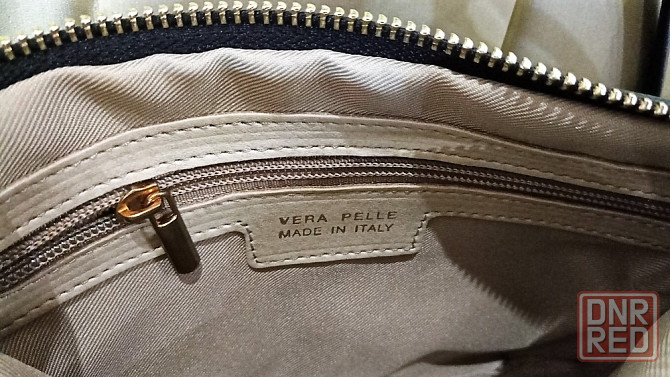 VERA PELLE
MADE IN ITALY
DNR
RED